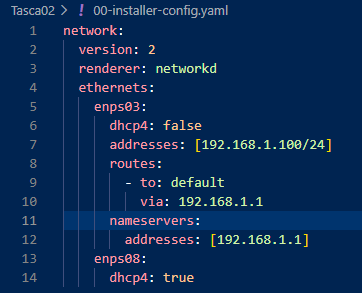 Tasca02 > ! 00-installer-config.yaml
1 network:
2   version: 2
3   renderer: networkd
4   ethernets:
5     enps03:
6       dhcp4: false
7       addresses: [192.168.1.100/24]
8       routes:
9         - to: default
10           via: 192.168.1.1
11       nameservers:
12         addresses: [192.168.1.1]
13     enps08:
14       dhcp4: true